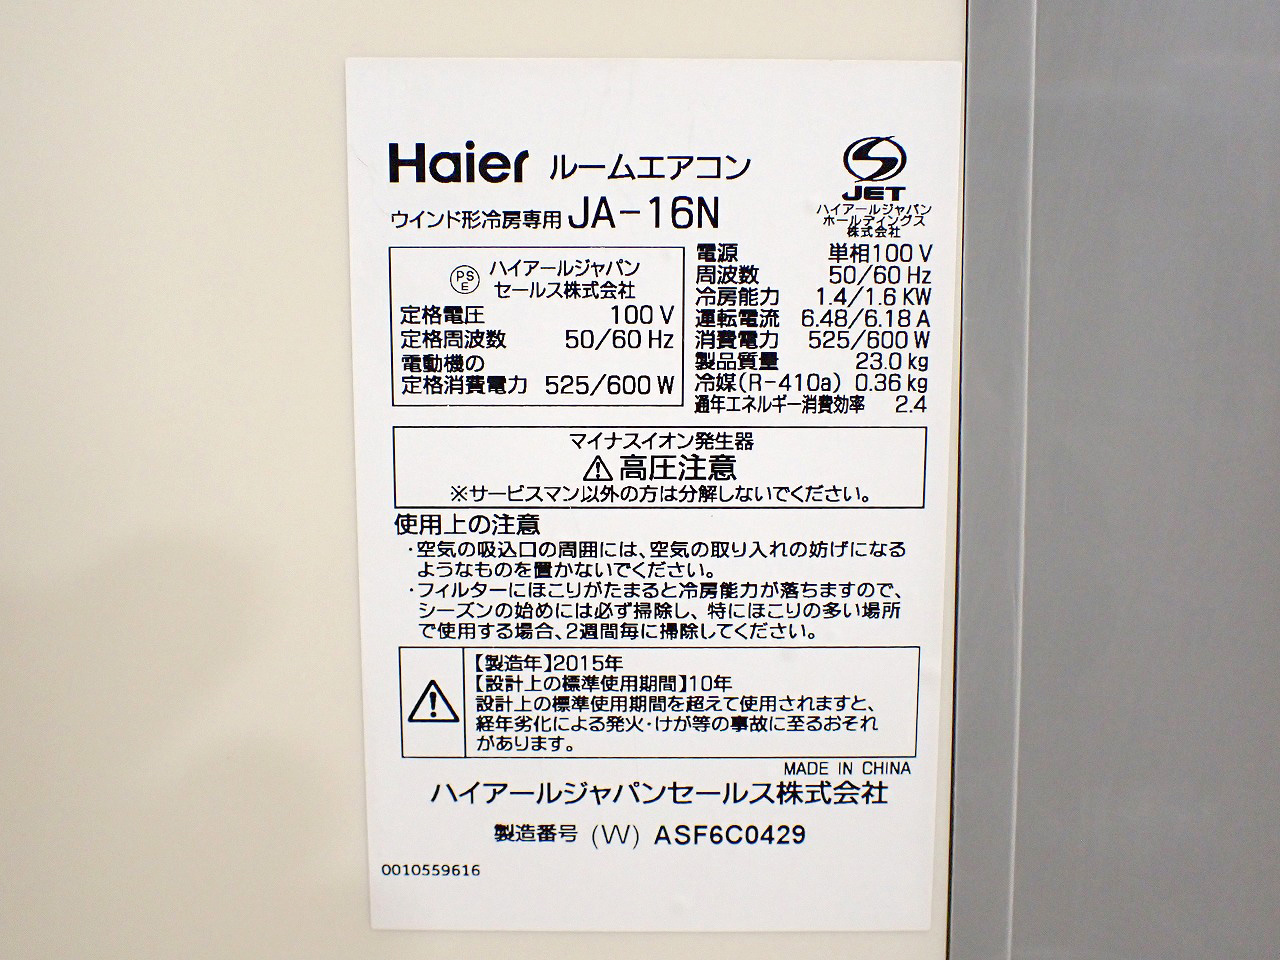 Haier ルームエアコン
ウインド形冷房専用 JA-16N
JET
ハイアールジャパン
ホールディングス
株式会社
PS
E
ハイアールジャパン
セールス株式会社
定格電圧 100 V
定格周波数 50/60 Hz
電動機の
定格消費電力 525/600 W
電源 単相100 V
周波数 50/60 Hz
冷房能力 1.4/1.6 KW
運転電流 6.48/6.18 A
消費電力 525/600 W
製品質量 23.0 kg
冷媒(R-410a) 0.36 kg
通年エネルギー消費効率 2.4
マイナスイオン発生器
⚠高圧注意
※サービスマン以外の方は分解しないでください。
使用上の注意
・空気の吸込口の周囲には、空気の取り入れの妨げになる
ようなものを置かないでください。
・フィルターにほこりがたまると冷房能力が落ちますので、
シーズンの始めには必ず掃除し、特にほこりの多い場所
で使用する場合、2週間毎に掃除してください。
【製造年】2015年
【設計上の標準使用期間】10年
設計上の標準使用期間を超えて使用されますと、
経年劣化による発火・けが等の事故に至るおそれ
があります。
MADE IN CHINA
ハイアールジャパンセールス株式会社
製造番号 (W) ASF6C0429
0010559616